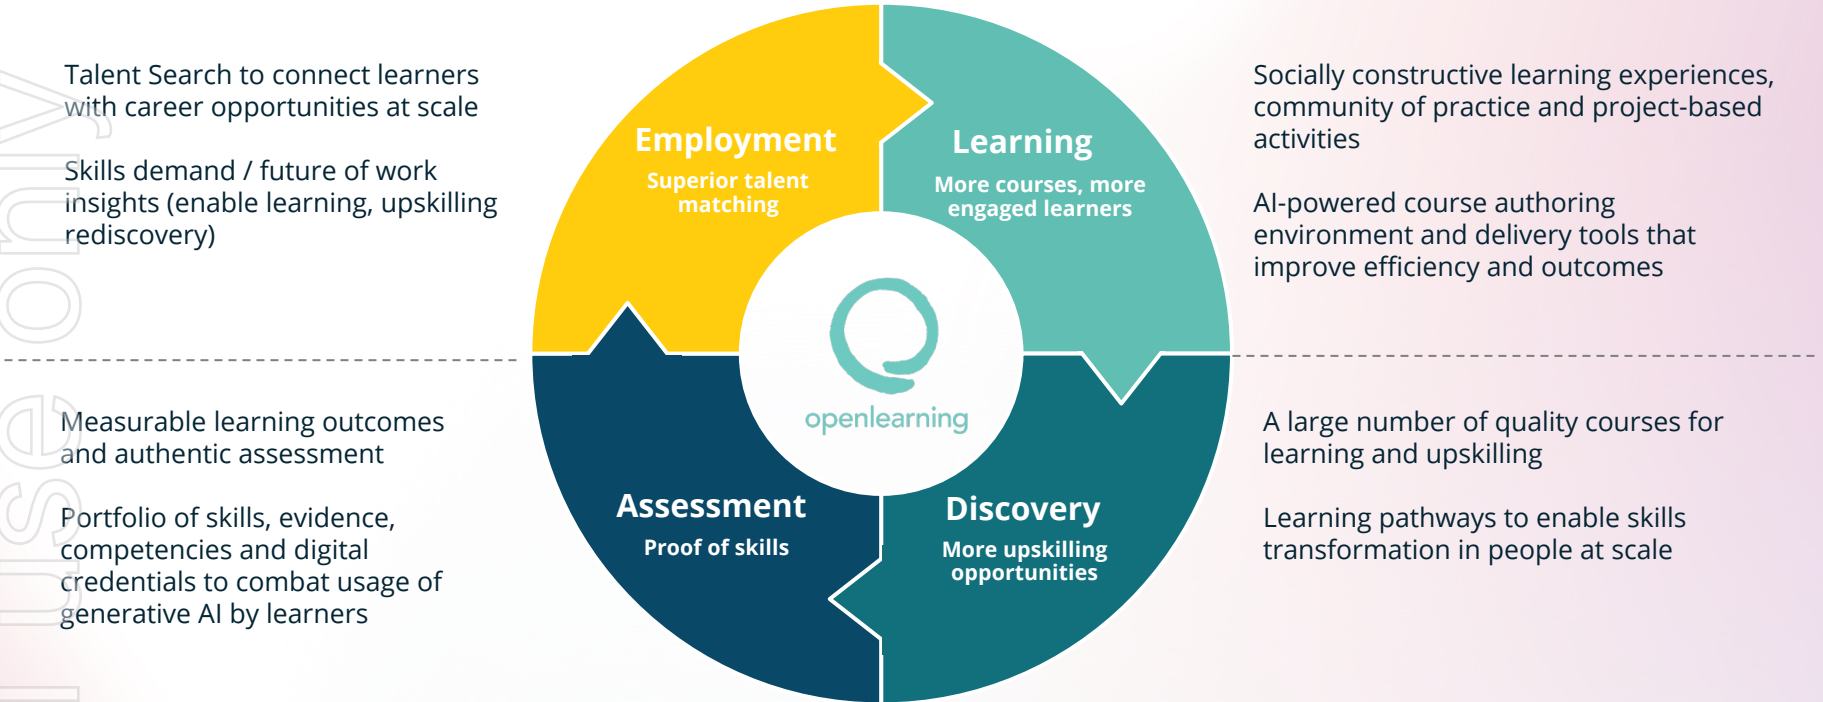 Talent Search to connect learners
with career opportunities at scale
Skills demand / future of work
insights (enable learning, upskilling
rediscovery)
Employment
Superior talent
matching
Learning
More courses, more
engaged learners
Socially constructive learning experiences,
community of practice and project-based
activities
AI-powered course authoring
environment and delivery tools that
improve efficiency and outcomes
openlearning
Measurable learning outcomes
and authentic assessment
Portfolio of skills, evidence,
competencies and digital
credentials to combat usage of
generative AI by learners
Assessment
Proof of skills
Discovery
More upskilling
opportunities
A large number of quality courses for
learning and upskilling
Learning pathways to enable skills
transformation in people at scale
use only